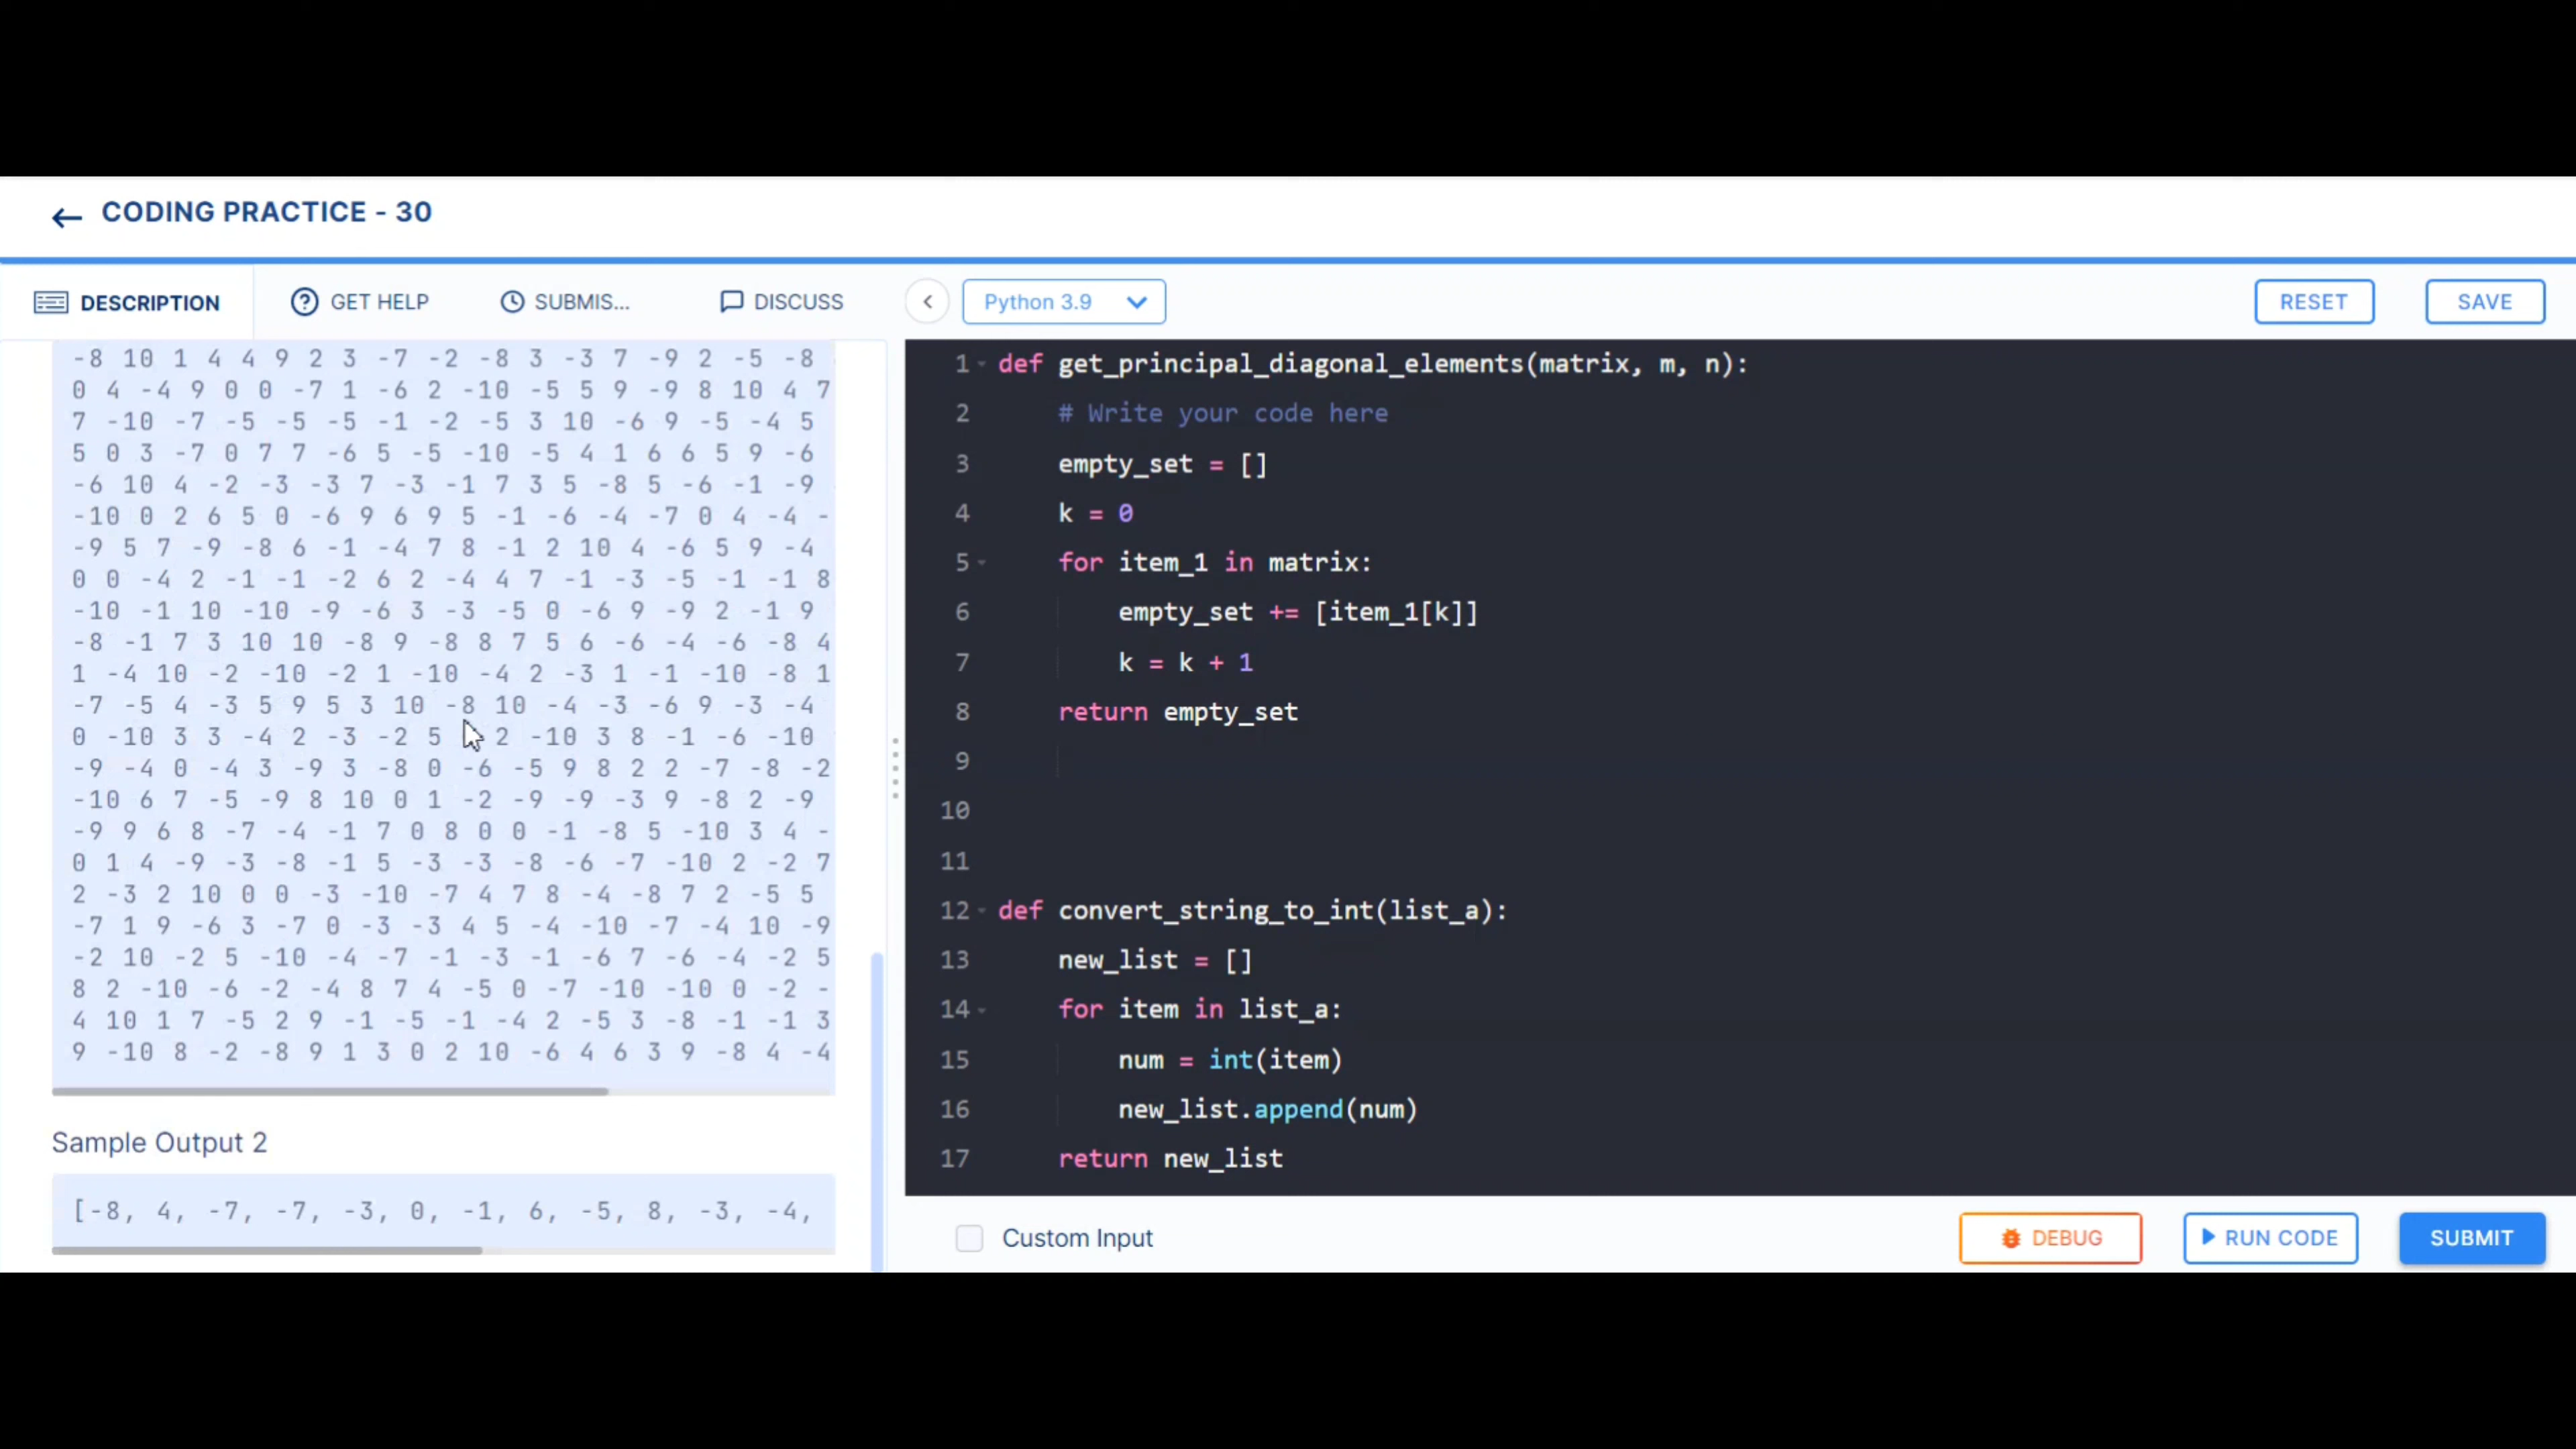 CODING PRACTICE - 30
DESCRIPTION
GET HELP
SUBMIS...
DISCUSS
Python 3.9
RESET
SAVE
-8 10 1 4 4 9 2 3 -7 -2 -8 3 -3 7 -9 2 -5 -8
0 4 -4 9 0 0 -7 1 -6 2 -10 -5 5 9 -9 8 10 4 7
7 -10 -7 -5 -5 -5 -1 -2 -5 3 10 -6 9 -5 -4 5
5 0 3 -7 0 7 7 -6 5 -5 -10 -5 4 1 6 6 5 9 -6
-6 10 4 -2 -3 -3 7 -3 -1 7 3 5 -8 5 -6 -1 -9
-10 0 2 6 5 0 -6 9 6 9 5 -1 -6 -4 -7 0 4 -4 -
-9 5 7 -9 -8 6 -1 -4 7 8 -1 2 10 4 -6 5 9 -4
0 0 -4 2 -1 -1 -2 6 2 -4 4 7 -1 -3 -5 -1 -1 8
-10 -1 10 -10 -9 -6 3 -3 -5 0 -6 9 -9 2 -1 9
-8 -1 7 3 10 10 -8 9 -8 8 7 5 6 -6 -4 -6 -8 4
1 -4 10 -2 -10 -2 1 -10 -4 2 -3 1 -1 -10 -8 1
-7 -5 4 -3 5 9 5 3 10 -8 10 -4 -3 -6 9 -3 -4
0 -10 3 3 -4 2 -3 -2 5 2 -10 3 8 -1 -6 -10
-9 -4 0 -4 3 -9 3 -8 0 -6 -5 9 8 2 2 -7 -8 -2
-10 6 7 -5 -9 8 10 0 1 -2 -9 -9 -3 9 -8 2 -9
-9 9 6 8 -7 -4 -1 7 0 8 0 0 -1 -8 5 -10 3 4 -
0 1 4 -9 -3 -8 -1 5 -3 -3 -8 -6 -7 -10 2 -2 7
2 -3 2 10 0 0 -3 -10 -7 4 7 8 -4 -8 7 2 -5 5
-7 1 9 -6 3 -7 0 -3 -3 4 5 -4 -10 -7 -4 10 -9
-2 10 -2 5 -10 -4 -7 -1 -3 -1 -6 7 -6 -4 -2 5
8 2 -10 -6 -2 -4 8 7 4 -5 0 -7 -10 -10 0 -2 -
4 10 1 7 -5 2 9 -1 -5 -1 -4 2 -5 3 -8 -1 -1 3
9 -10 8 -2 -8 9 1 3 0 2 10 -6 4 6 3 9 -8 4 -4
Sample Output 2
[-8, 4, -7, -7, -3, 0, -1, 6, -5, 8, -3, -4,
1 def get_principal_diagonal_elements(matrix, m, n):
2 # Write your code here
3 empty_set = []
4 k = 0
5 for item_1 in matrix:
6 empty_set += [item_1[k]]
7 k = k + 1
8 return empty_set
9
10
11
12 def convert_string_to_int(list_a):
13 new_list = []
14 for item in list_a:
15 num = int(item)
16 new_list.append(num)
17 return new_list
Custom Input
DEBUG
RUN CODE
SUBMIT